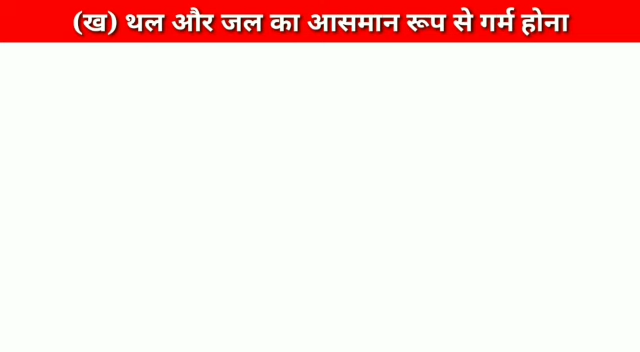 (ख) थल और जल का आसमान रूप से गर्म होना